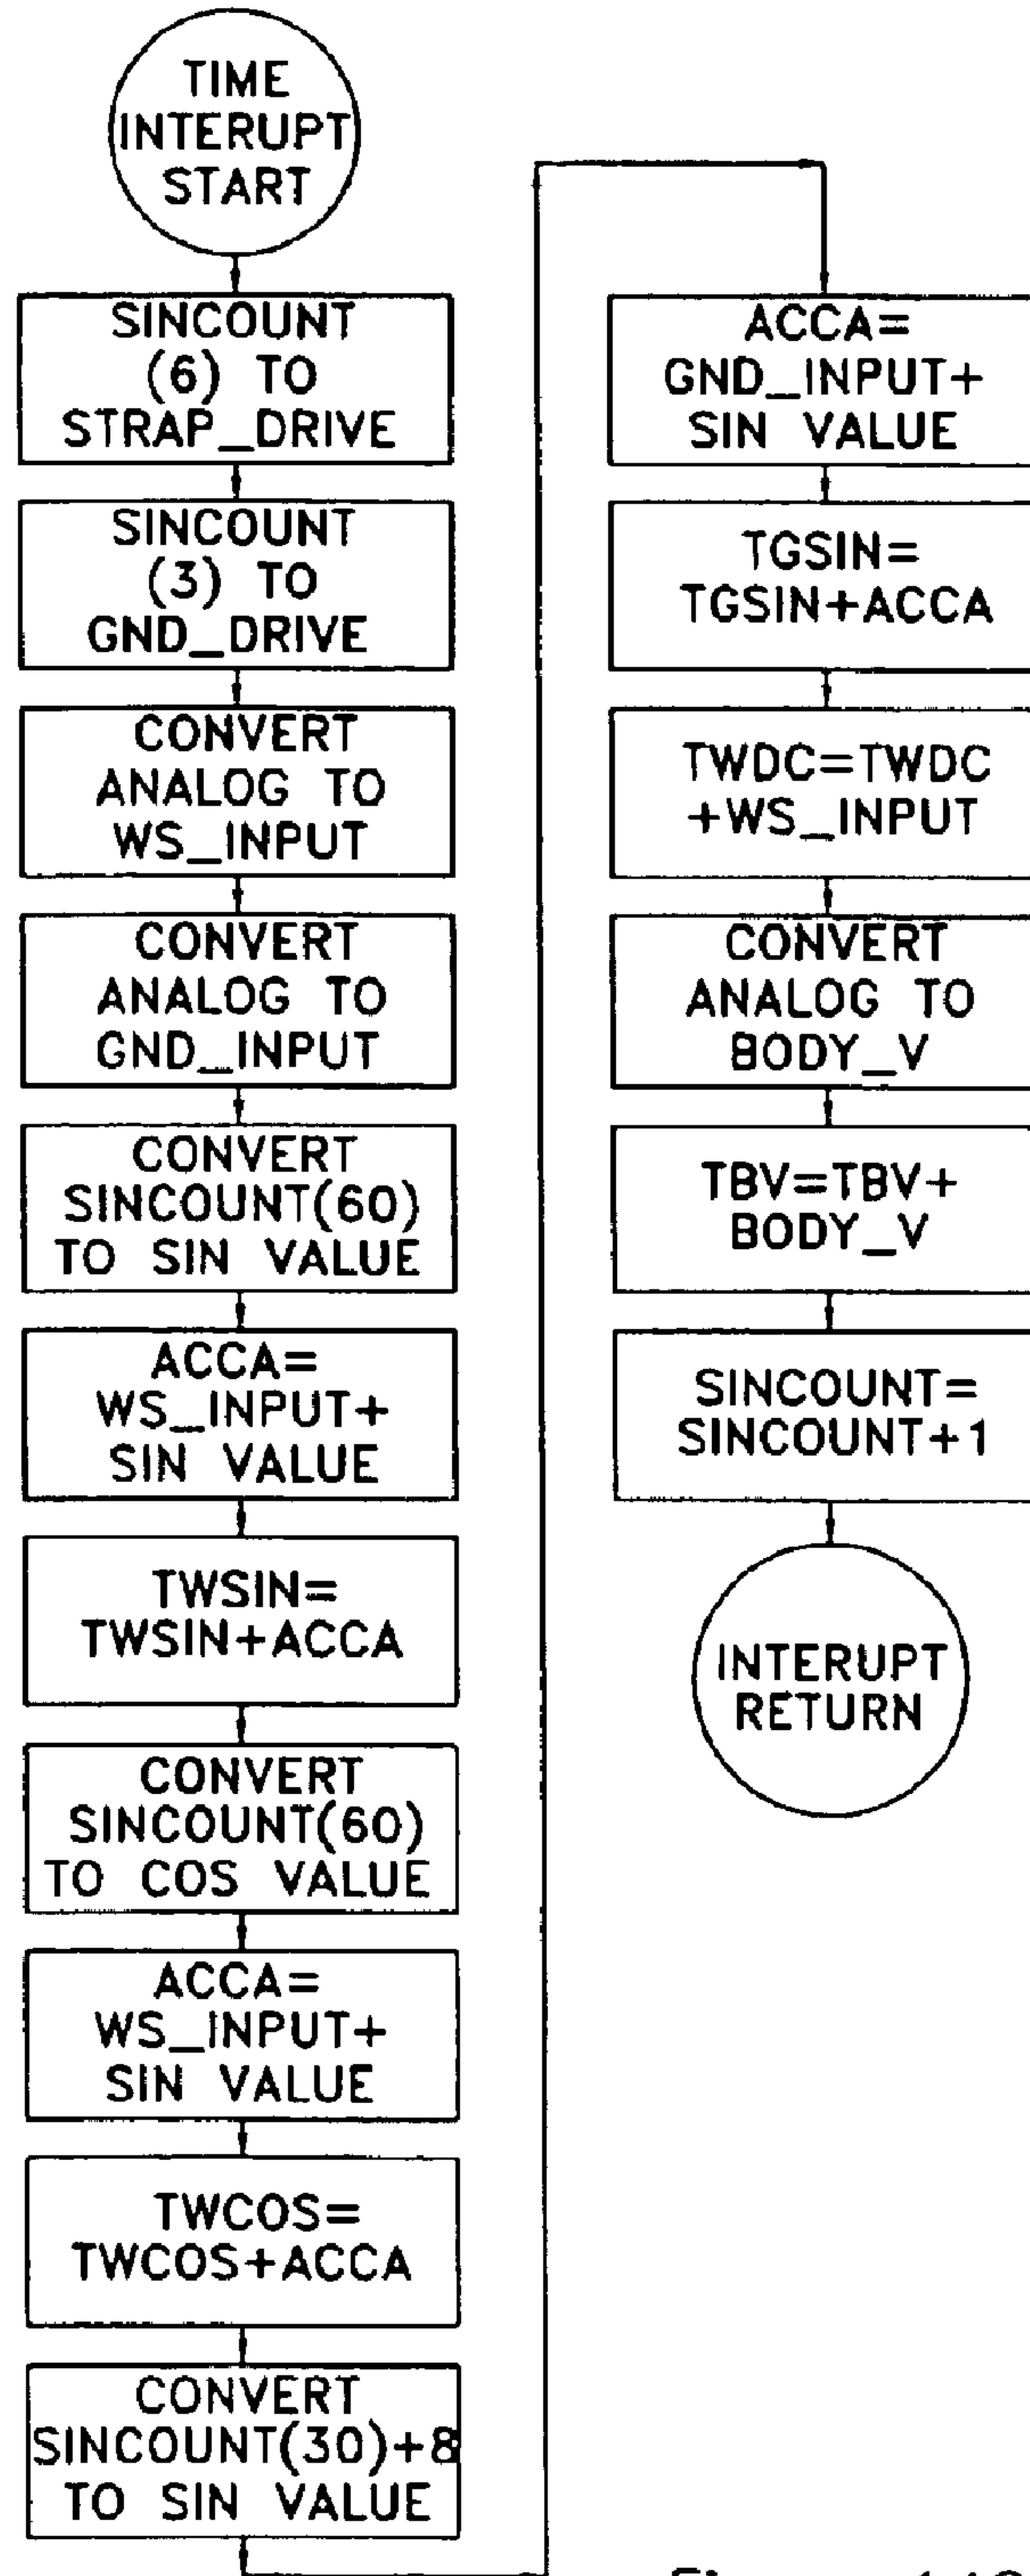 TIME
INTERUPT
START
SINCOUNT
(6) TO
STRAP_DRIVE
SINCOUNT
(3) TO
GND_DRIVE
CONVERT
ANALOG TO
WS_INPUT
CONVERT
ANALOG TO
GND_INPUT
CONVERT
SINCOUNT(60)
TO SIN VALUE
ACCA=
WS_INPUT+
SIN VALUE
TWSIN=
TWSIN+ACCA
CONVERT
SINCOUNT(60)
TO COS VALUE
ACCA=
WS_INPUT+
SIN VALUE
TWCOS=
TWCOS+ACCA
CONVERT
SINCOUNT(30)+8
TO SIN VALUE
ACCA=
GND_INPUT+
SIN VALUE
TGSIN=
TGSIN+ACCA
TWDC=TWDC
+WS_INPUT
CONVERT
ANALOG TO
BODY_V
TBV=TBV+
BODY_V
SINCOUNT=
SINCOUNT+1
INTERUPT
RETURN